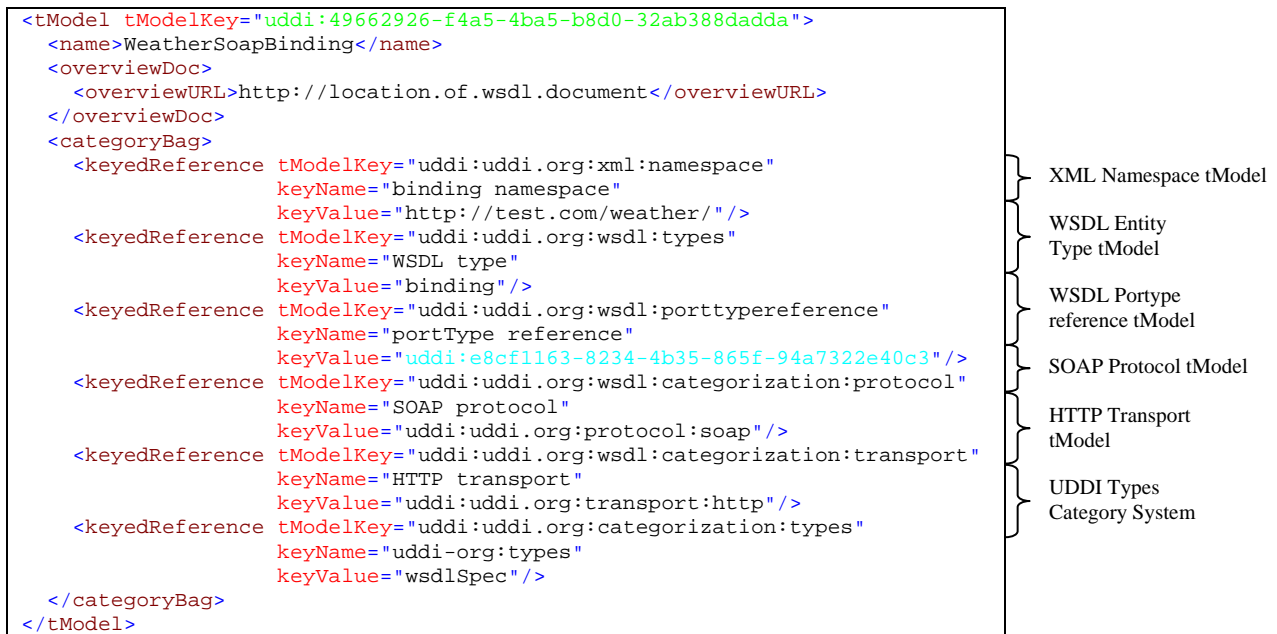 <tModel tModelKey="uddi:49662926-f4a5-4ba5-b8d0-32ab388dadda">
<name>WeatherSoapBinding</name>
<overviewDoc>
<overviewURL>http://location.of.wsdl.document</overviewURL>
</overviewDoc>
<categoryBag>
<keyedReference tModelKey="uddi:uddi.org:xml:namespace"
keyName="binding namespace"
keyValue="http://test.com/weather/"/>
<keyedReference tModelKey="uddi:uddi.org:wsdl:types"
keyName="WSDL type"
keyValue="binding"/>
<keyedReference tModelKey="uddi:uddi.org:wsdl:porttypereference"
keyName="portType reference"
keyValue="uddi:e8cf1163-8234-4b35-865f-94a7322e40c3"/>
<keyedReference tModelKey="uddi:uddi.org:wsdl:categorization:protocol"
keyName="SOAP protocol"
keyValue="uddi:uddi.org:protocol:soap"/>
<keyedReference tModelKey="uddi:uddi.org:wsdl:categorization:transport"
keyName="HTTP transport"
keyValue="uddi:uddi.org:transport:http"/>
<keyedReference tModelKey="uddi:uddi.org:categorization:types"
keyName="uddi-org:types"
keyValue="wsdlSpec"/>
</categoryBag>
</tModel>
XML Namespace tModel
WSDL Entity
Type tModel
WSDL Portype
reference tModel
SOAP Protocol tModel
HTTP Transport
tModel
UDDI Types
Category System